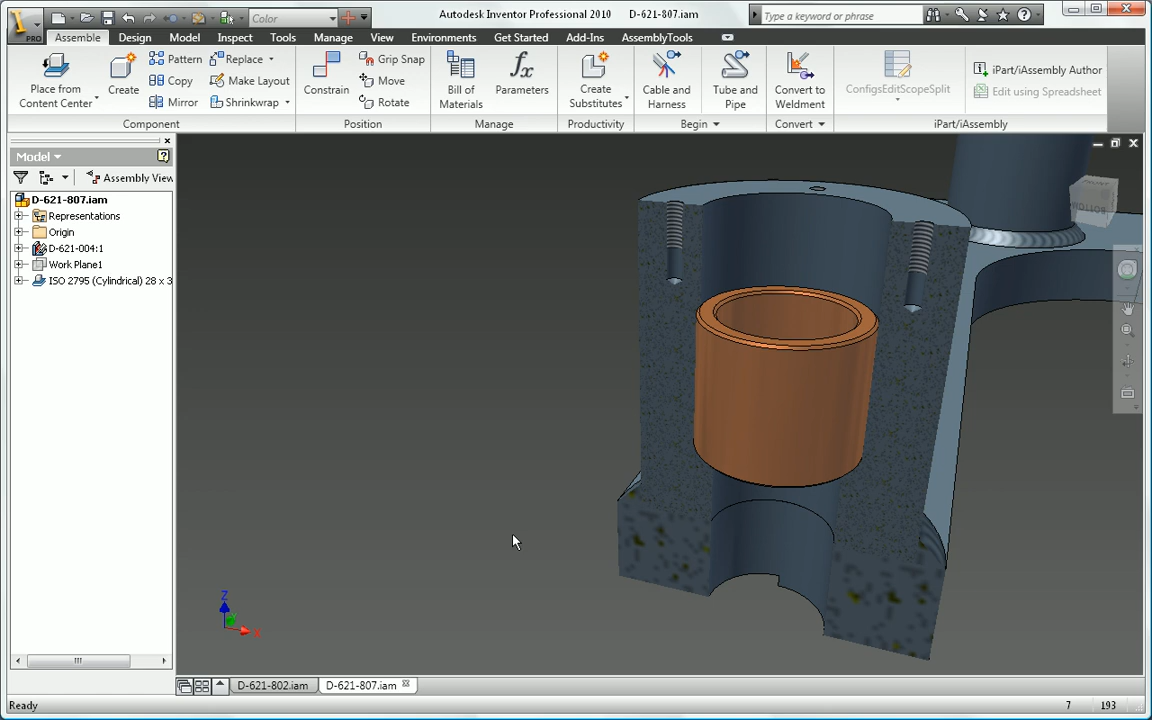 Color
Autodesk Inventor Professional 2010 D-621-807.iam
Type a keyword or phrase
PRO
Assemble Design Model Inspect Tools Manage View Environments Get Started Add-Ins AssemblyTools
Place from Content Center
Create
Pattern
Copy
Mirror
Replace
Make Layout
Shrinkwrap
Component
Constrain
Grip Snap
Move
Rotate
Position
Bill of Materials
Parameters
Manage
Create Substitutes
Productivity
Cable and Harness
Tube and Pipe
Begin
Convert to Weldment
Convert
ConfigsEditScopeSplit
iPart/iAssembly Author
Edit using Spreadsheet
iPart/iAssembly
Model
Assembly View
D-621-807.iam
Representations
Origin
D-621-004:1
Work Plane1
ISO 2795 (Cylindrical) 28 x 3
BOTTOM
Z
Y
X
D-621-802.iam D-621-807.iam
Ready 7 193